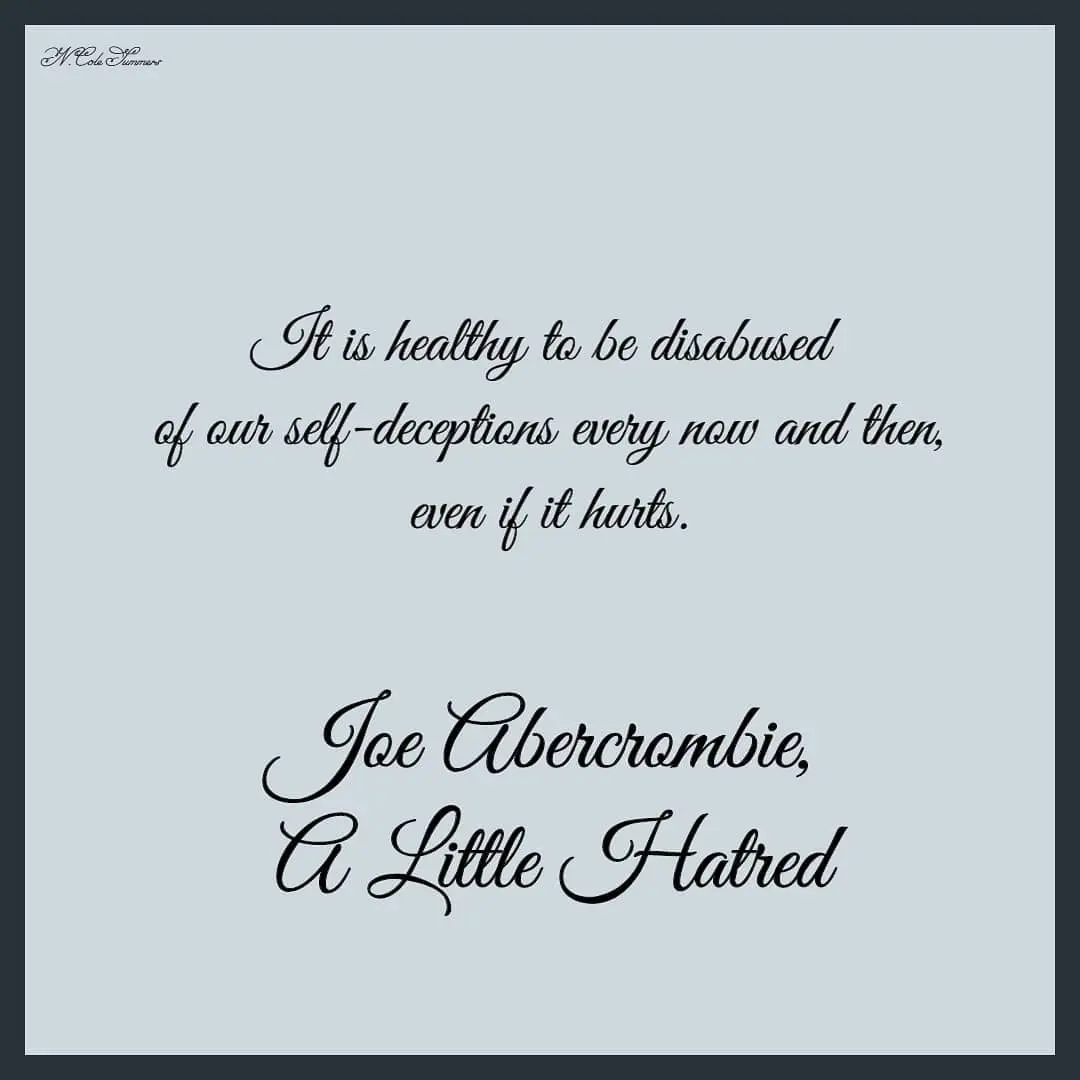 N. Cole Summers
It is healthy to be disabused
of our self-deceptions every now and then,
even if it hurts.
Joe Abercrombie,
A Little Hatred